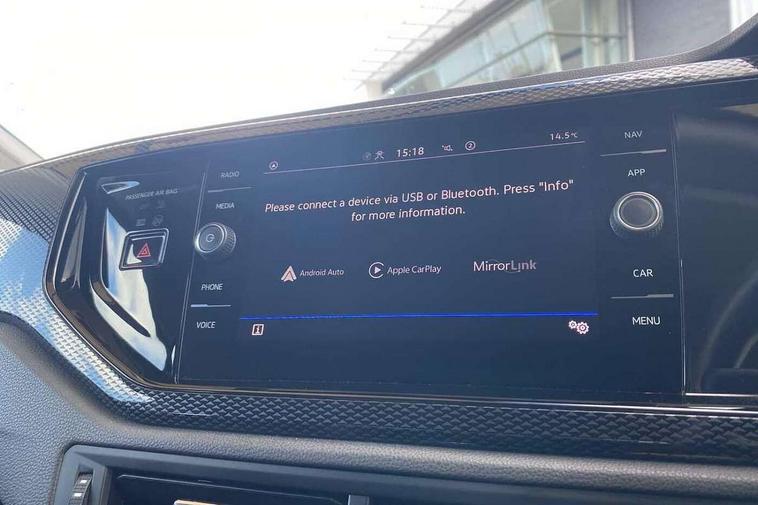 PASSENGER AIR BAG
RADIO
MEDIA
PHONE
VOICE
15:18
2
14.5°C
Please connect a device via USB or Bluetooth. Press "Info"
for more information.
Android Auto
Apple CarPlay
MirrorLink
i
NAV
APP
CAR
MENU